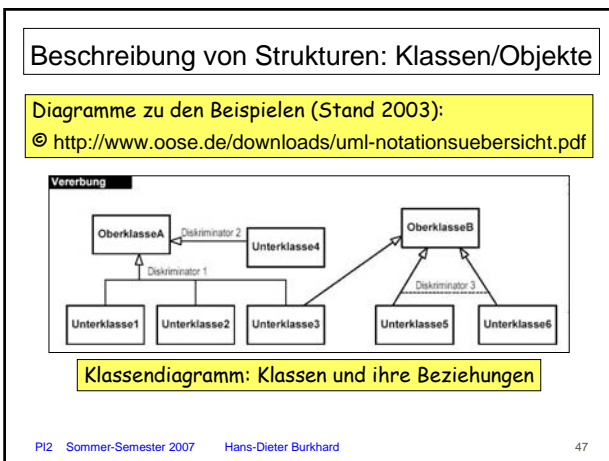 Beschreibung von Strukturen: Klassen/Objekte
Diagramme zu den Beispielen (Stand 2003):
© http://www.oose.de/downloads/uml-notationsuebersicht.pdf
Vererbung
OberklasseA
Diskriminator 2
Unterklasse4
OberklasseB
Diskriminator 1
Diskriminator 3
Unterklasse1
Unterklasse2
Unterklasse3
Unterklasse5
Unterklasse6
Klassendiagramm: Klassen und ihre Beziehungen
PI2 Sommer-Semester 2007 Hans-Dieter Burkhard 47